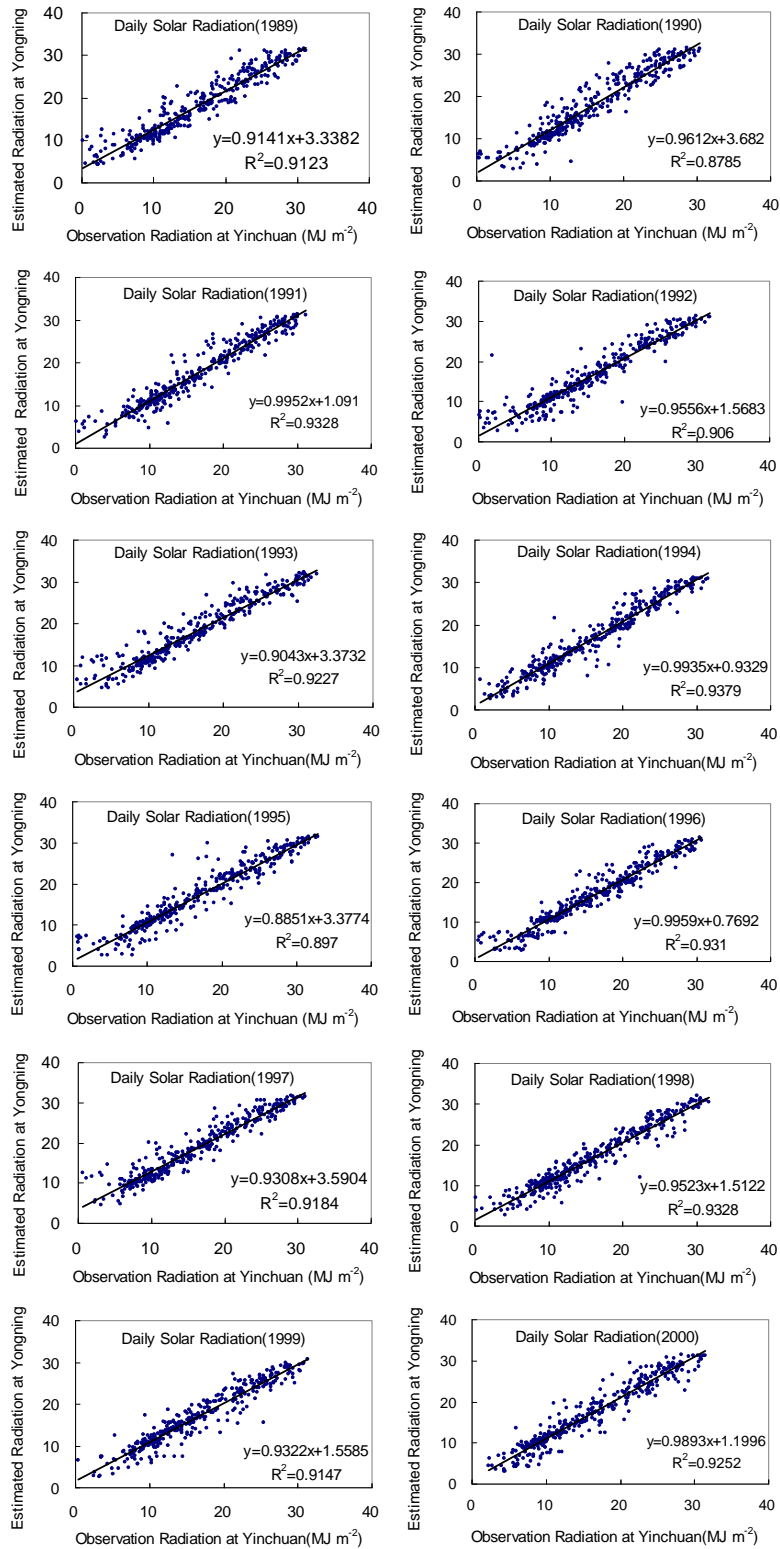 Daily Solar Radiation(1989)
Estimated Radiation at Yongning
40
30
20
10
0
y=0.9141x+3.3382
R²=0.9123
0 10 20 30 40
Observation Radiation at Yinchuan (MJ m⁻²)
Daily Solar Radiation(1990)
Estimated Radiation at Yongning
40
30
20
10
0
y=0.9612x+3.682
R²=0.8785
0 10 20 30 40
Observation Radiation at Yinchuan (MJ m⁻²)
Daily Solar Radiation(1991)
Estimated Radiation at Yongning
40
30
20
10
0
y=0.9952x+1.091
R²=0.9328
0 10 20 30 40
Observation Radiation at Yinchuan (MJ m⁻²)
Daily Solar Radiation(1992)
Estimated Radiation at Yongning
40
30
20
10
0
y=0.9556x+1.5683
R²=0.906
0 10 20 30 40
Observation Radiation at Yinchuan (MJ m⁻²)
Daily Solar Radiation(1993)
Estimated Radiation at Yongning
40
30
20
10
0
y=0.9043x+3.3732
R²=0.9227
0 10 20 30 40
Observation Radiation at Yinchuan(MJ m⁻²)
Daily Solar Radiation(1994)
Estimated Radiation at Yongning
40
30
20
10
0
y=0.9935x+0.9329
R²=0.9379
0 10 20 30 40
Observation Radiation at Yinchuan(MJ m⁻²)
Daily Solar Radiation(1995)
Estimated Radiation at Yongning
40
30
20
10
0
y=0.8851x+3.3774
R²=0.897
0 10 20 30 40
Observation Radiation at Yinchuan (MJ m⁻²)
Daily Solar Radiation(1996)
Estimated Radiation at Yongning
40
30
20
10
0
y=0.9959x+0.7692
R²=0.931
0 10 20 30 40
Observation Radiation at Yinchuan(MJ m⁻²)
Daily Solar Radiation(1997)
Estimated Radiation at Yongning
40
30
20
10
0
y=0.9308x+3.5904
R²=0.9184
0 10 20 30 40
Observation Radiation at Yinchuan (MJ m⁻²)
Daily Solar Radiation(1998)
Estimated Radiation at Yongning
40
30
20
10
0
y=0.9523x+1.5122
R²=0.9328
0 10 20 30 40
Observation Radiation at Yinchuan(MJ m⁻²)
Daily Solar Radiation(1999)
Estimated Radiation at Yongning
40
30
20
10
0
y=0.9322x+1.5585
R²=0.9147
0 10 20 30 40
Observation Radiation at Yinchuan(MJ m⁻²)
Daily Solar Radiation(2000)
Estimated Radiation at Yongning
40
30
20
10
0
y=0.9893x+1.1996
R²=0.9252
0 10 20 30 40
Observation Radiation at Yinchuan(MJ m⁻²)